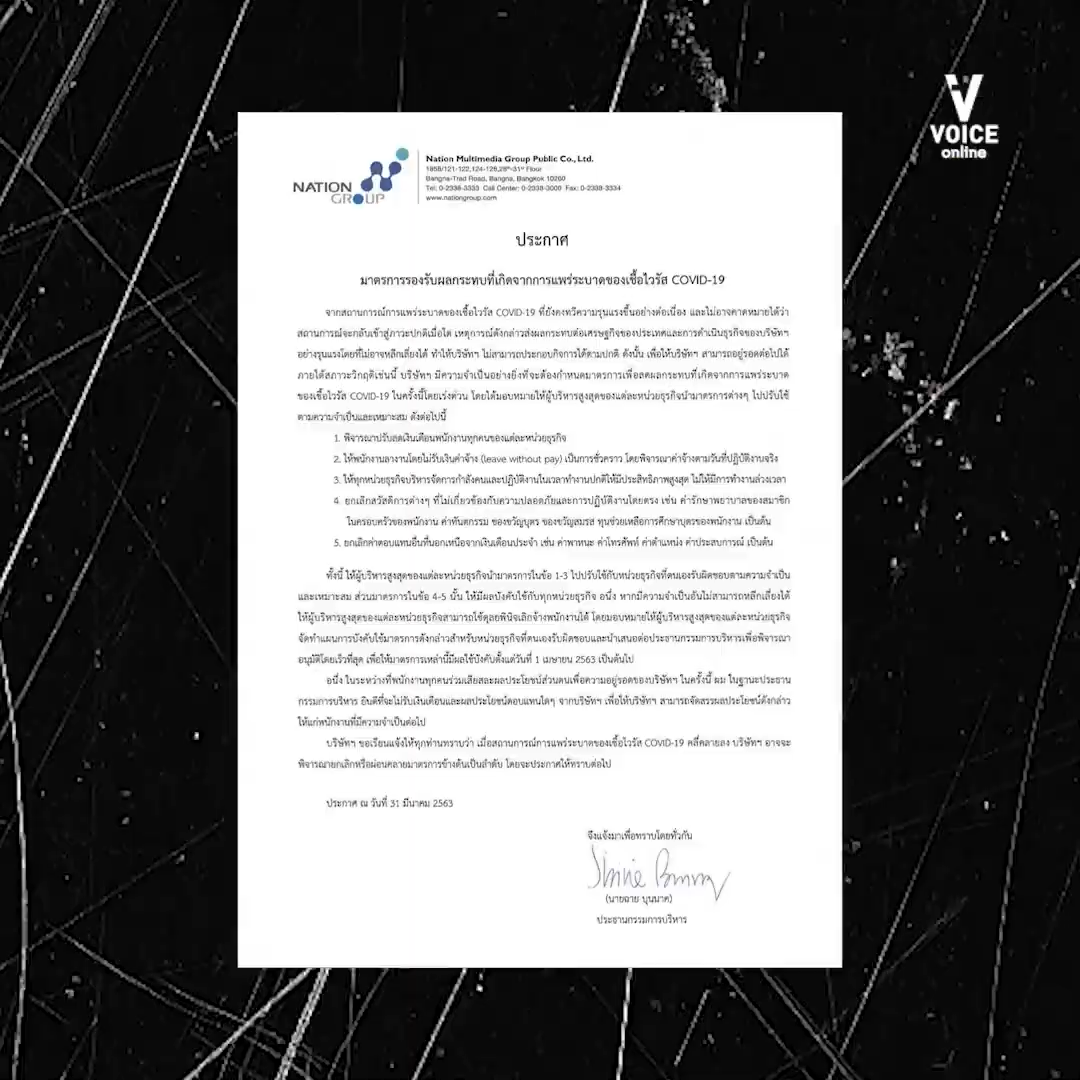 VOICE
online
NATION
GROUP
Nation Multimedia Group Public Co., Ltd.
1858/121-122,124-128,28ᵗʰ-31ˢᵗ Floor
Bangna-Trad Road, Bangna, Bangkok 10260
Tel: 0-2338-3333 Call Center: 0-2338-3000 Fax: 0-2338-3334
www.nationgroup.com
ประกาศ
มาตรการรองรับผลกระทบที่เกิดจากการแพร่ระบาดของเชื้อไวรัส COVID-19
จากสถานการณ์การแพร่ระบาดของเชื้อไวรัส COVID-19 ที่ยังคงทวีความรุนแรงขึ้นอย่างต่อเนื่อง และไม่อาจคาดหมายได้ว่า
สถานการณ์จะกลับเข้าสู่ภาวะปกติเมื่อใด เหตุการณ์ดังกล่าวส่งผลกระทบต่อเศรษฐกิจของประเทศและการดำเนินธุรกิจของบริษัทฯ
อย่างรุนแรงโดยที่ไม่อาจหลีกเลี่ยงได้ ทำให้บริษัทฯ ไม่สามารถประกอบกิจการได้ตามปกติ ดังนั้น เพื่อให้บริษัทฯ สามารถอยู่รอดต่อไปได้
ภายใต้สภาวะวิกฤติเช่นนี้ บริษัทฯ มีความจำเป็นอย่างยิ่งที่จะต้องกำหนดมาตรการเพื่อลดผลกระทบที่เกิดจากการแพร่ระบาด
ของเชื้อไวรัส COVID-19 ในครั้งนี้โดยเร่งด่วน โดยได้มอบหมายให้ผู้บริหารสูงสุดของแต่ละหน่วยธุรกิจนำมาตรการต่างๆ ไปปรับใช้
ตามความจำเป็นและเหมาะสม ดังต่อไปนี้
1. พิจารณาปรับลดเงินเดือนพนักงานทุกคนของแต่ละหน่วยธุรกิจ
2. ให้พนักงานลางานโดยไม่รับเงินค่าจ้าง (leave without pay) เป็นการชั่วคราว โดยพิจารณาค่าจ้างตามวันที่ปฏิบัติงานจริง
3. ให้ทุกหน่วยธุรกิจบริหารจัดการกำลังคนและปฏิบัติงานในเวลาทำงานปกติให้มีประสิทธิภาพสูงสุด ไม่ให้มีการทำงานล่วงเวลา
4. ยกเลิกสวัสดิการต่างๆ ที่ไม่เกี่ยวข้องกับความปลอดภัยและการปฏิบัติงานโดยตรง เช่น ค่ารักษาพยาบาลของสมาชิก
ในครอบครัวของพนักงาน ค่าทันตกรรม ของขวัญบุตร ของขวัญสมรส ทุนช่วยเหลือการศึกษาบุตรของพนักงาน เป็นต้น
5. ยกเลิกค่าตอบแทนอื่นที่นอกเหนือจากเงินเดือนประจำ เช่น ค่าพาหนะ ค่าโทรศัพท์ ค่าตำแหน่ง ค่าประสบการณ์ เป็นต้น
ทั้งนี้ ให้ผู้บริหารสูงสุดของแต่ละหน่วยธุรกิจนำมาตรการในข้อ 1-3 ไปปรับใช้กับหน่วยธุรกิจที่ตนเองรับผิดชอบตามความจำเป็น
และเหมาะสม ส่วนมาตรการในข้อ 4-5 นั้น ให้มีผลบังคับใช้กับทุกหน่วยธุรกิจ อนึ่ง หากมีความจำเป็นอันไม่สามารถหลีกเลี่ยงได้
ให้ผู้บริหารสูงสุดของแต่ละหน่วยธุรกิจสามารถใช้ดุลยพินิจเลิกจ้างพนักงานได้ โดยมอบหมายให้ผู้บริหารสูงสุดของแต่ละหน่วยธุรกิจ
จัดทำแผนการบังคับใช้มาตรการดังกล่าวสำหรับหน่วยธุรกิจที่ตนเองรับผิดชอบและนำเสนอต่อประธานกรรมการบริหารเพื่อพิจารณา
อนุมัติโดยเร็วที่สุด เพื่อให้มาตรการเหล่านี้มีผลใช้บังคับตั้งแต่วันที่ 1 เมษายน 2563 เป็นต้นไป
อนึ่ง ในระหว่างที่พนักงานทุกคนร่วมเสียสละผลประโยชน์ส่วนตนเพื่อความอยู่รอดของบริษัทฯ ในครั้งนี้ ผม ในฐานะประธาน
กรรมการบริหาร ยินดีที่จะไม่รับเงินเดือนและผลประโยชน์ตอบแทนใดๆ จากบริษัทฯ เพื่อให้บริษัทฯ สามารถจัดสรรผลประโยชน์ดังกล่าว
ให้แก่พนักงานที่มีความจำเป็นต่อไป
บริษัทฯ ขอเรียนแจ้งให้ทุกท่านทราบว่า เมื่อสถานการณ์การแพร่ระบาดของเชื้อไวรัส COVID-19 คลี่คลายลง บริษัทฯ อาจจะ
พิจารณายกเลิกหรือผ่อนคลายมาตรการข้างต้นเป็นลำดับ โดยจะประกาศให้ทราบต่อไป
ประกาศ ณ วันที่ 31 มีนาคม 2563
จึงแจ้งมาเพื่อทราบโดยทั่วกัน
(นายฉาย บุนนาค)
ประธานกรรมการบริหาร